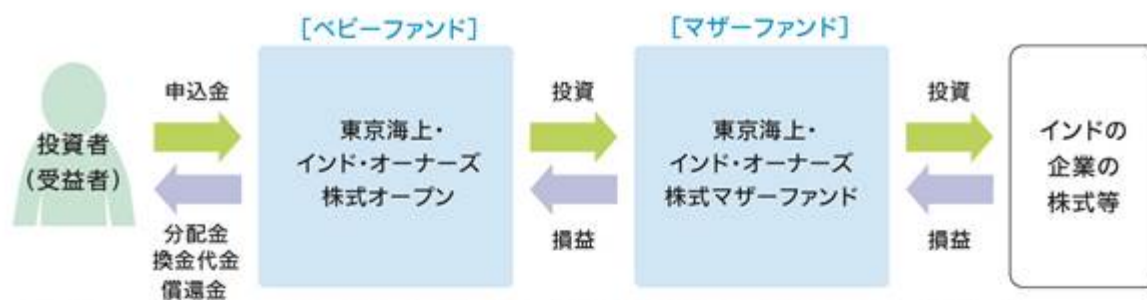 [ベビーファンド]
[マザーファンド]
投資者
(受益者)
申込金
分配金
換金代金
償還金
東京海上・
インド・オーナーズ
株式オープン
投資
損益
東京海上・
インド・オーナーズ
株式マザーファンド
投資
損益
インドの
企業の
株式等